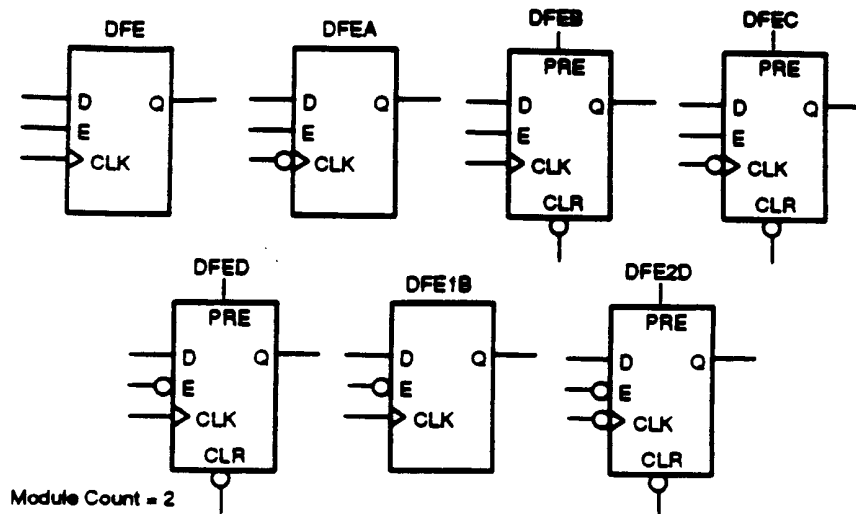 DFE
DFEA
DFEB
DFEC
D
Q
E
CLK
D
Q
E
CLK
PRE
D
Q
E
CLK
CLR
PRE
D
Q
E
CLK
CLR
DFED
DFE1B
DFE2D
PRE
D
Q
E
CLK
CLR
D
Q
E
CLK
PRE
D
Q
E
CLK
CLR
Module Count = 2